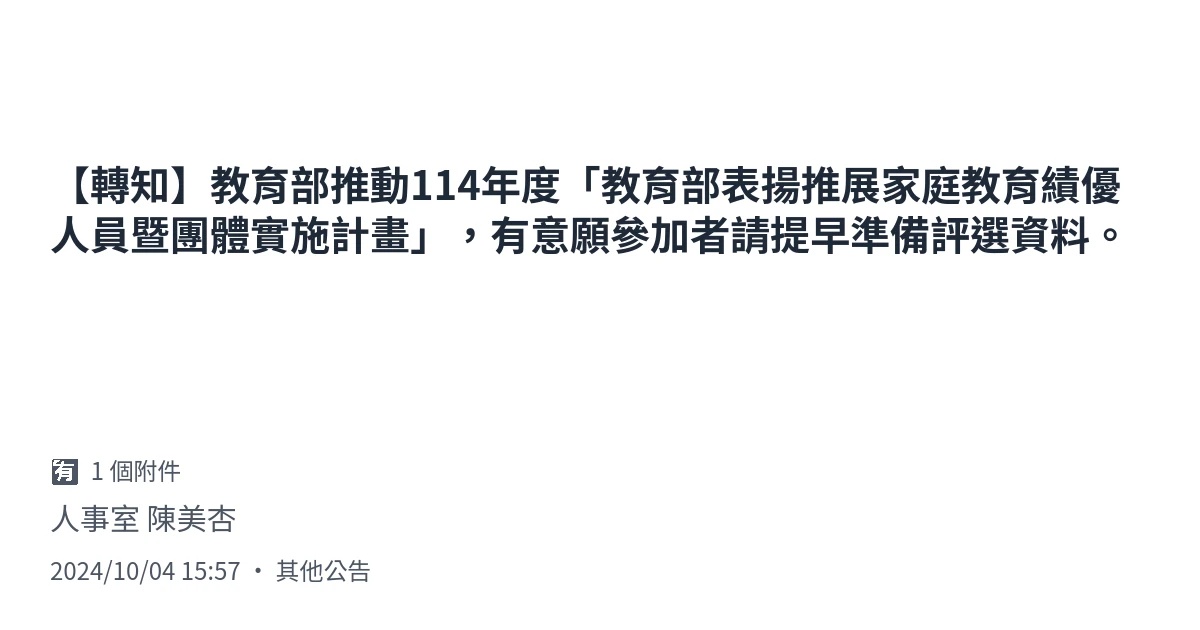 【轉知】教育部推動114年度「教育部表揚推展家庭教育績優
人員暨團體實施計畫」，有意願參加者請提早準備評選資料。
有 1 個附件
人事室 陳美杏
2024/10/04 15:57 • 其他公告